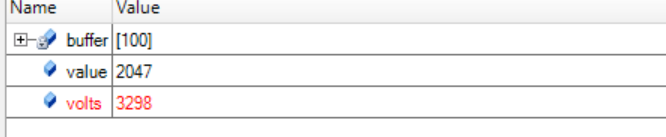 Name Value
buffer [100]
value 2047
volts 3298